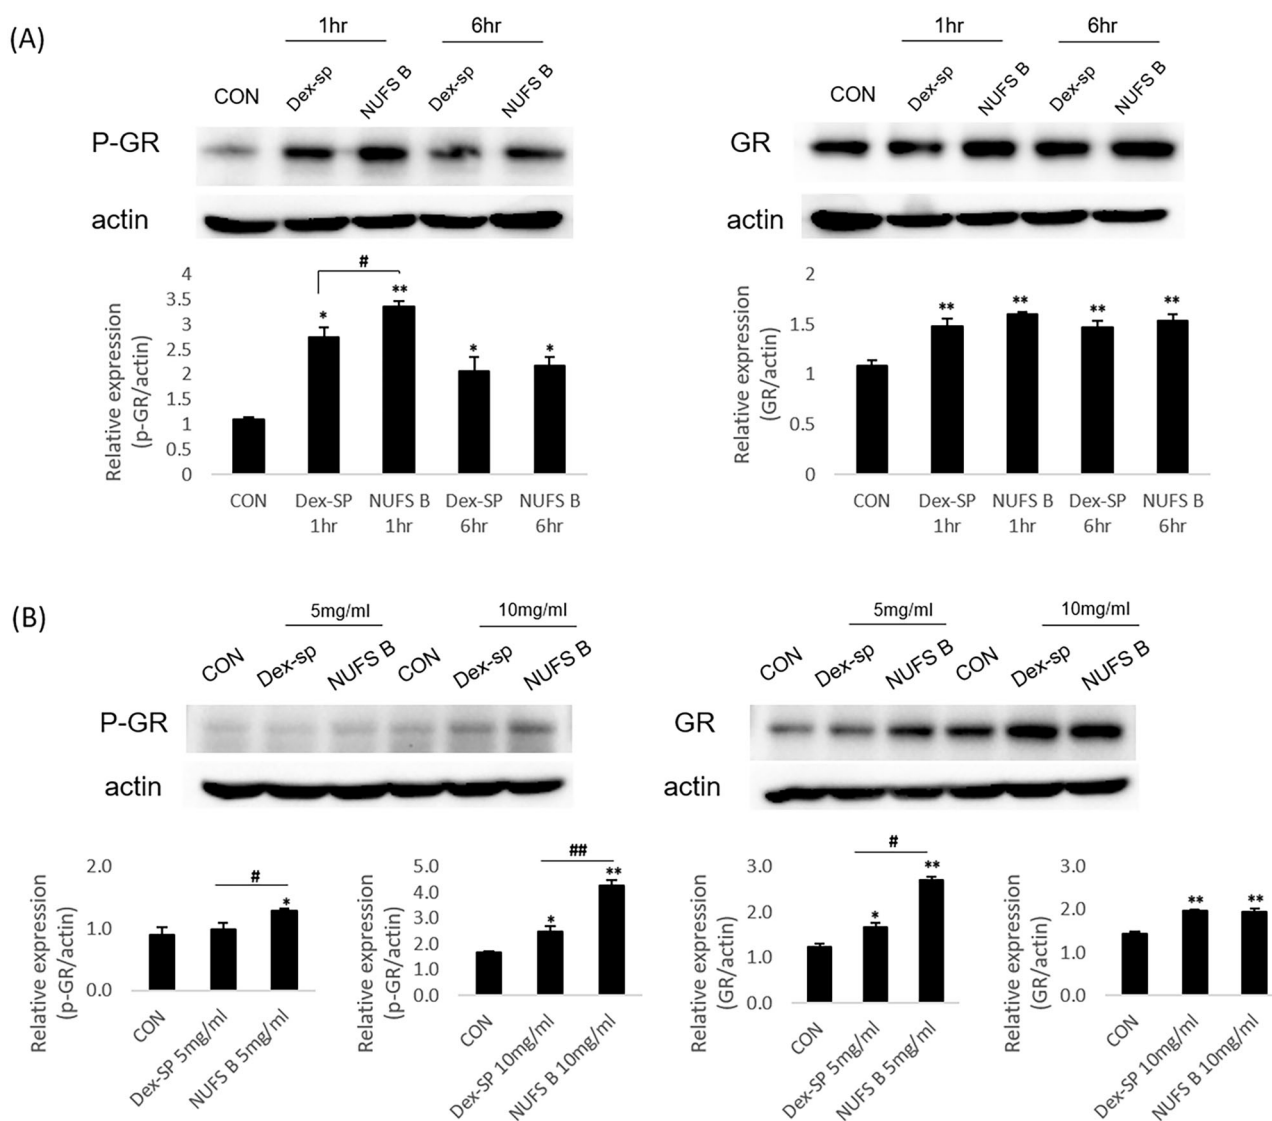 (A)
1hr 6hr
CON Dex-sp NUFS B Dex-sp NUFS B
P-GR
actin
#
* ** * *
4
3.5
3
2.5
2
1.5
1
0.5
0
Relative expression
(p-GR/actin)
CON Dex-SP NUFS B Dex-SP NUFS B
1hr 1hr 6hr 6hr
1hr 6hr
CON Dex-sp NUFS B Dex-sp NUFS B
GR
actin
** ** ** **
2
1.5
1
0.5
0
Relative expression
(GR/actin)
CON Dex-SP NUFS B Dex-SP NUFS B
1hr 1hr 6hr 6hr
(B)
5mg/ml 10mg/ml
CON Dex-sp NUFS B CON Dex-sp NUFS B
P-GR
actin
5mg/ml 10mg/ml
CON Dex-sp NUFS B CON Dex-sp NUFS B
GR
actin
#
*
2.0
1.0
0.0
Relative expression
(p-GR/actin)
CON
Dex-SP 5mg/ml
NUFS B 5mg/ml
##
* **
5.0
4.0
3.0
2.0
1.0
0.0
Relative expression
(p-GR/actin)
CON
Dex-SP 10mg/ml
NUFS B 10mg/ml
#
* **
3.0
2.0
1.0
0.0
Relative expression
(GR/actin)
CON
Dex-SP 5mg/ml
NUFS B 5mg/ml
** **
3.0
2.0
1.0
0.0
Relative expression
(GR/actin)
CON
Dex-SP 10mg/ml
NUFS B 10mg/ml